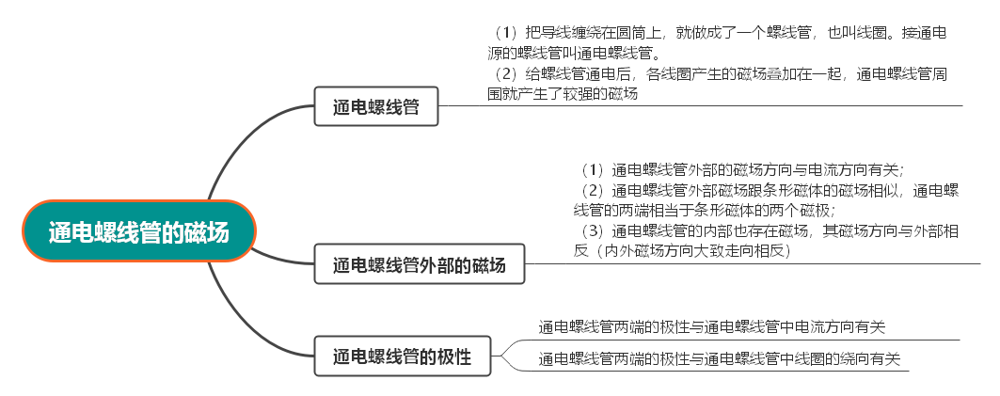 （1）把导线缠绕在圆筒上，就做成了一个螺线管，也叫线圈。接通电
源的螺线管叫通电螺线管。
（2）给螺线管通电后，各线圈产生的磁场叠加在一起，通电螺线管周
围就产生了较强的磁场
通电螺线管
（1）通电螺线管外部的磁场方向与电流方向有关；
（2）通电螺线管外部磁场跟条形磁体的磁场相似，通电螺
线管的两端相当于条形磁体的两个磁极；
（3）通电螺线管的内部也存在磁场，其磁场方向与外部相
反（内外磁场方向大致走向相反）
通电螺线管的磁场
通电螺线管外部的磁场
通电螺线管两端的极性与通电螺线管中电流方向有关
通电螺线管的极性
通电螺线管两端的极性与通电螺线管中线圈的绕向有关